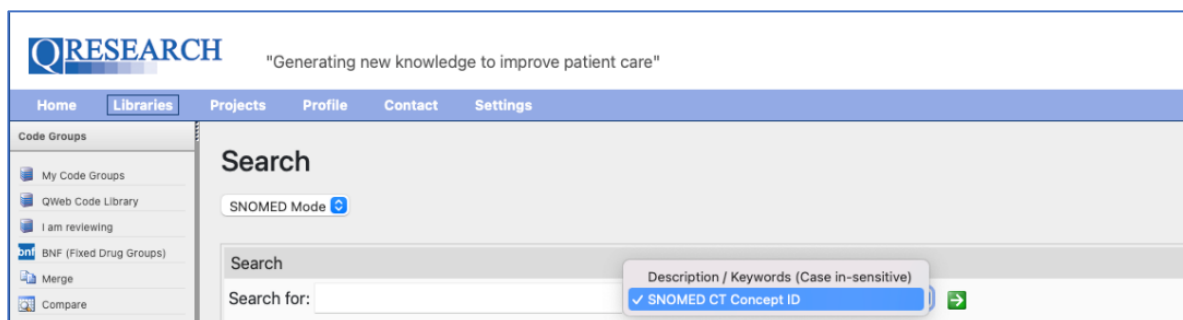 QRESEARCH
"Generating new knowledge to improve patient care"
Home Libraries Projects Profile Contact Settings
Code Groups
My Code Groups
QWeb Code Library
I am reviewing
bnf BNF (Fixed Drug Groups)
Merge
Compare
Search
SNOMED Mode
Search
Search for:
Description / Keywords (Case in-sensitive)
✓ SNOMED CT Concept ID